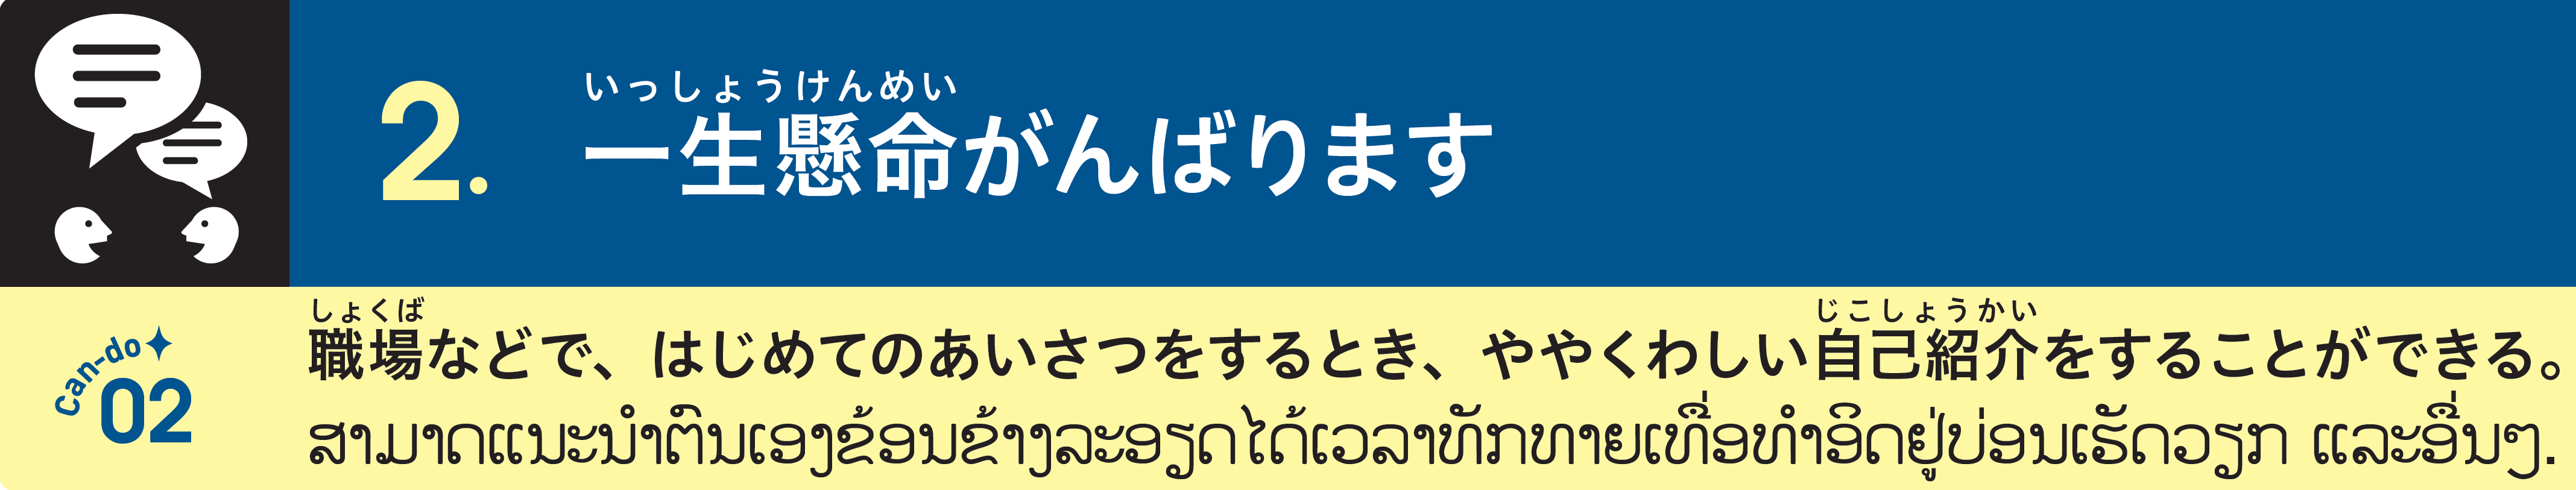 いっしょうけんめい
2. 一生懸命がんばります
しょくば じこしょうかい
Can-do 02
職場などで、はじめてのあいさつをするとき、ややくわしい自己紹介をすることができる。
ສາມາດແນະນຳຕົນເອງຂ້ອນຂ້າງລະອຽດໄດ້ເວລາທັກທາຍເທື່ອທຳອິດຢູ່ບ່ອນເຮັດວຽກ ແລະອື່ນໆ.